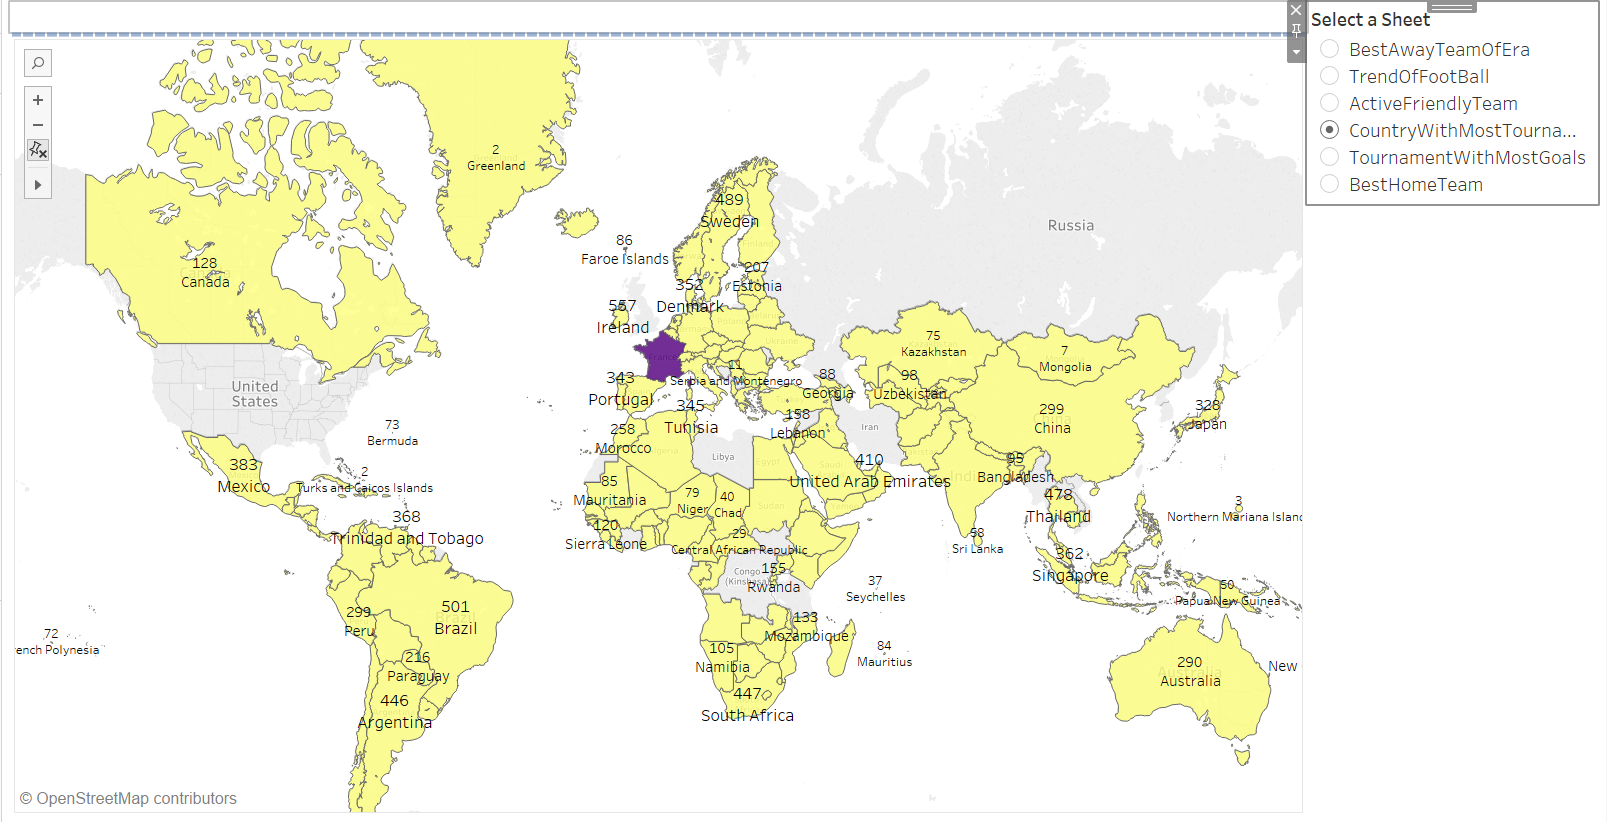 Select a Sheet
BestAwayTeamOfEra
TrendOfFootBall
ActiveFriendlyTeam
CountryWithMostTourna...
TournamentWithMostGoals
BestHomeTeam
2
Greenland
489
Sweden
Finland
Russia
86
Faroe Islands
128
Canada
207
Estonia
352
Denmark
557
Ireland
Ukraine
France
75
Kazakhstan
7
Mongolia
11
Serbia and Montenegro
88
Georgia
98
Uzbekistan
United
States
343
Portugal
345
Tunisia
158
Lebanon
Iran
299
China
328
Japan
73
Bermuda
258
Morocco
Libya
Egypt
410
United Arab Emirates
95
Bangladesh
383
Mexico
2
Turks and Caicos Islands
85
Mauritania
79
Niger
40
Chad
Sudan
478
Thailand
3
Northern Mariana Islanc
368
Trinidad and Tobago
120
Sierra Leone
29
Central African Republic
58
Sri Lanka
362
Singapore
Congo
(Kinshasa)
155
Rwanda
37
Seychelles
50
Papua New Guinea
501
Brazil
299
Peru
133
Mozambique
72
ench Polynesia
216
Paraguay
105
Namibia
84
Mauritius
290
Australia
New
446
Argentina
447
South Africa
© OpenStreetMap contributors